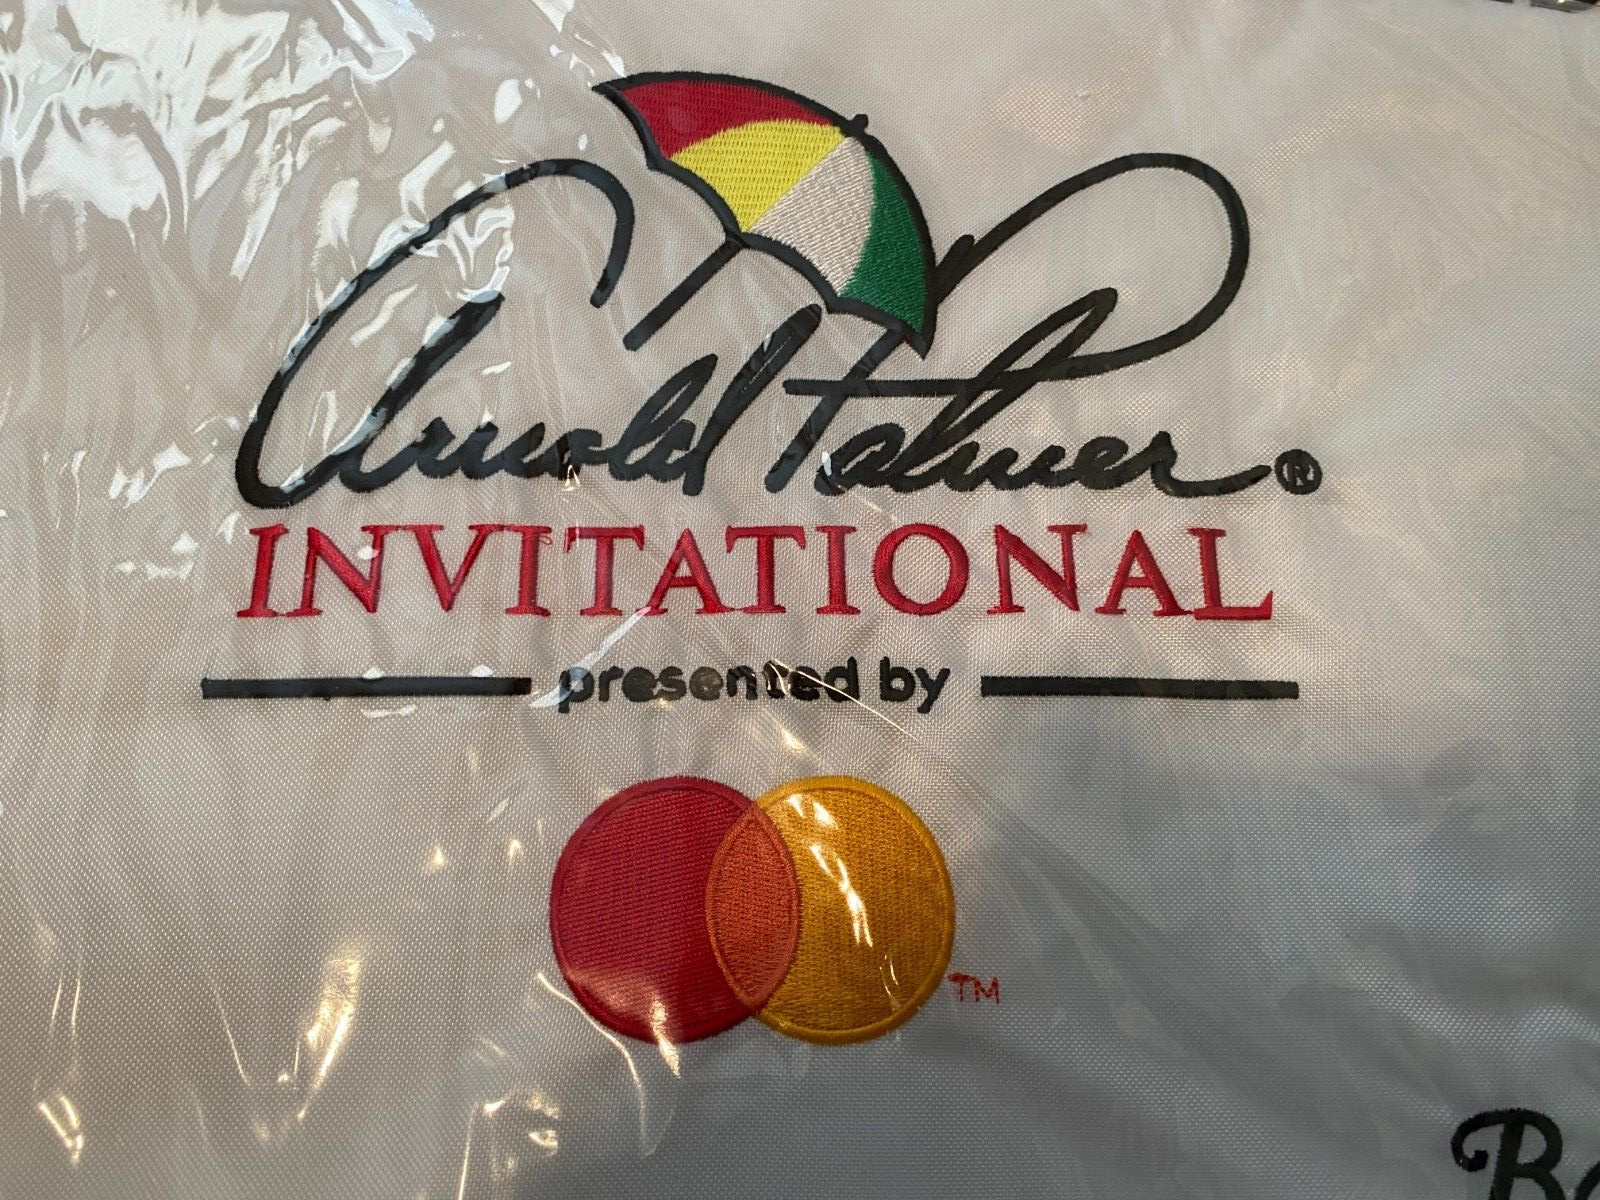 Arnold Palmer®
INVITATIONAL
presented by
TM